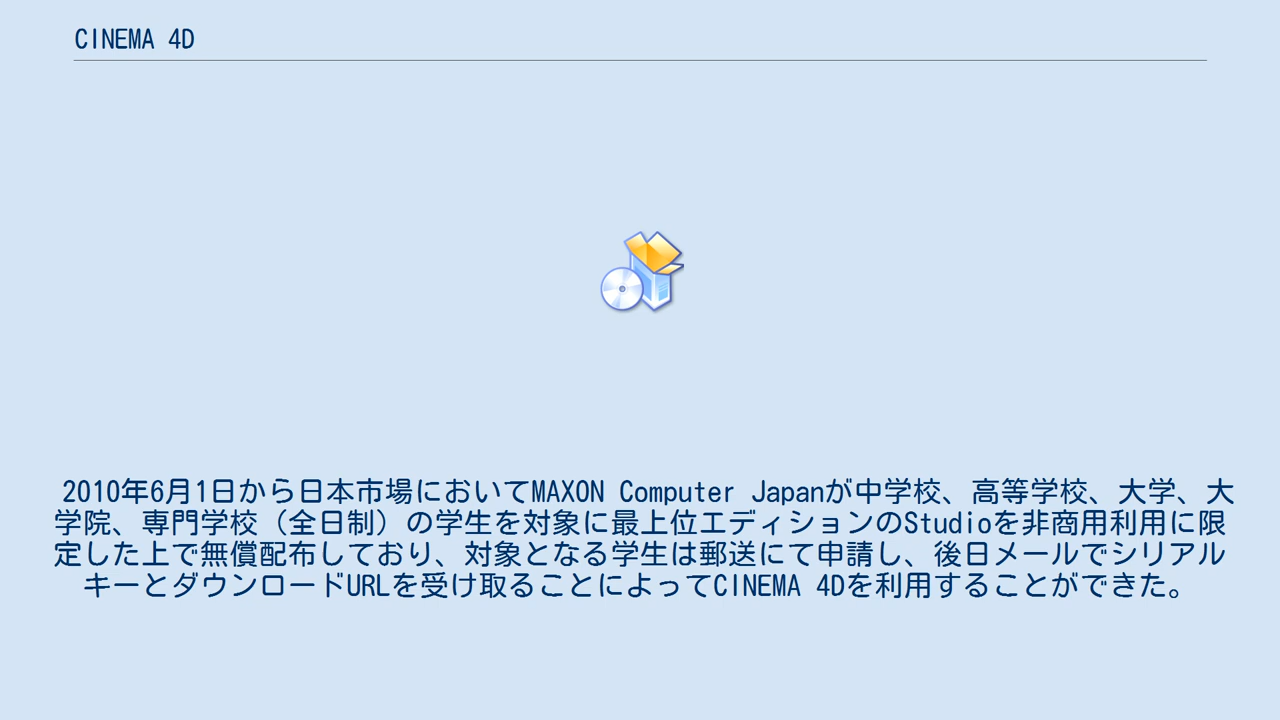 CINEMA 4D
2010年6月1日から日本市場においてMAXON Computer Japanが中学校、高等学校、大学、大
学院、専門学校（全日制）の学生を対象に最上位エディションのStudioを非商用利用に限
定した上で無償配布しており、対象となる学生は郵送にて申請し、後日メールでシリアル
キーとダウンロードURLを受け取ることによってCINEMA 4Dを利用することができた。